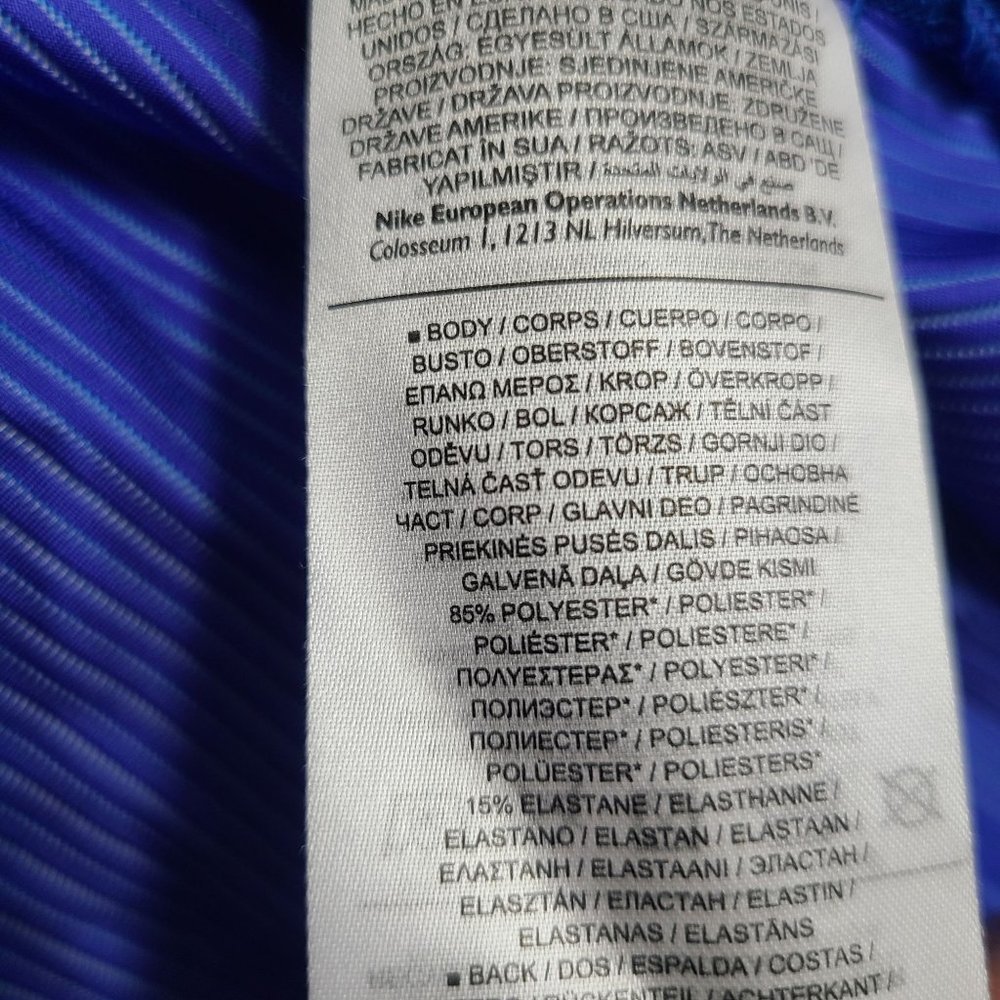 HECHO EN
NOS ESTADOS
UNIDOS / СДЕЛАНО В США / SZÁRMAZÁSI
ORSZÁG: EGYESÜLT ÁLLAMOK / ZEMLJA
PROIZVODNJE: SJEDINJENE AMERIČKE
DRŽAVE / DRŽAVA PROIZVODNJE: ZDRUŽENE
DRŽAVE AMERIKE / ПРОИЗВЕДЕНО В САЩ /
FABRICAT ÎN SUA / RAŽOTS: ASV / ABD 'DE
YAPILMIŞTIR / صنع في الولايات المتحدة
Nike European Operations Netherlands B.V.
Colosseum 1, 1213 NL Hilversum, The Netherlands
▪ BODY / CORPS / CUERPO / CORPO /
BUSTO / OBERSTOFF / BOVENSTOF /
ΕΠΑΝΩ ΜΕΡΟΣ / KROP / ÖVERKROPP /
RUNKO / BOL / КОРСАЖ / TĚLNÍ ČÁST
ODĚVU / TORS / TÖRZS / GORNJI DIO /
TELNÁ ČASŤ ODEVU / TRUP / ОСНОВНА
ЧАСТ / CORP / GLAVNI DEO / PAGRINDINĖ
PRIEKINĖS PUSĖS DALIS / PIHAOSA /
GALVENĀ DAĻA / GÖVDE KISMI
85% POLYESTER* / POLIESTER* /
POLIÉSTER* / POLIESTERE* /
ΠΟΛΥΕΣΤΕΡΑΣ* / POLYESTERI* /
ПОЛИЭСТЕР* / POLIÉSZTER* /
ПОЛИЕСТЕР* / POLIESTERIS* /
POLÜESTER* / POLIESTERS*
15% ELASTANE / ELASTHANNE /
ELASTANO / ELASTAN / ELASTAAN /
ΕΛΑΣΤΑΝΗ / ELASTAANI / ЭЛАСТАН /
ELASZTÁN / ЕЛАСТАН / ELASTIN /
ELASTANAS / ELASTĀNS
▪ BACK / DOS / ESPALDA / COSTAS /
RÜCKENTEIL / ACHTERKANT /